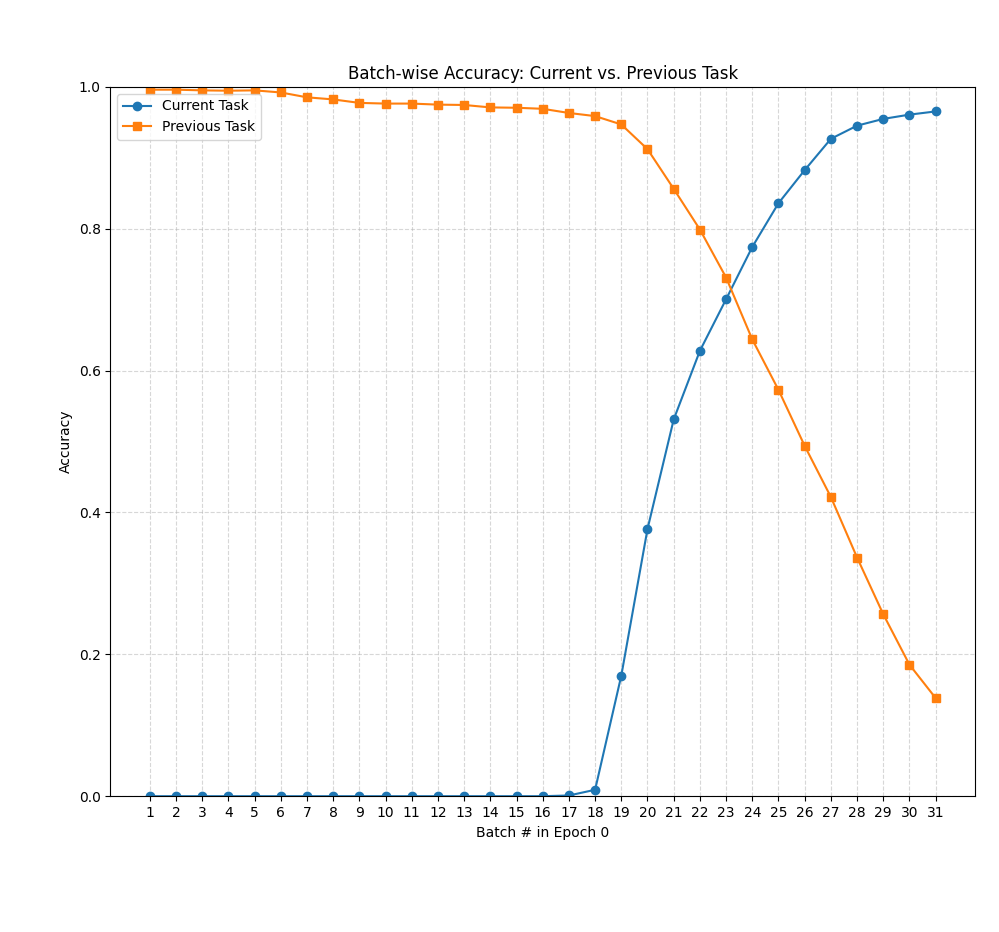 Batch-wise Accuracy: Current vs. Previous Task
1.0
Current Task
Previous Task
0.8
0.6
Accuracy
0.4
0.2
0.0
1 2 3 4 5 6 7 8 9 10 11 12 13 14 15 16 17 18 19 20 21 22 23 24 25 26 27 28 29 30 31
Batch # in Epoch 0